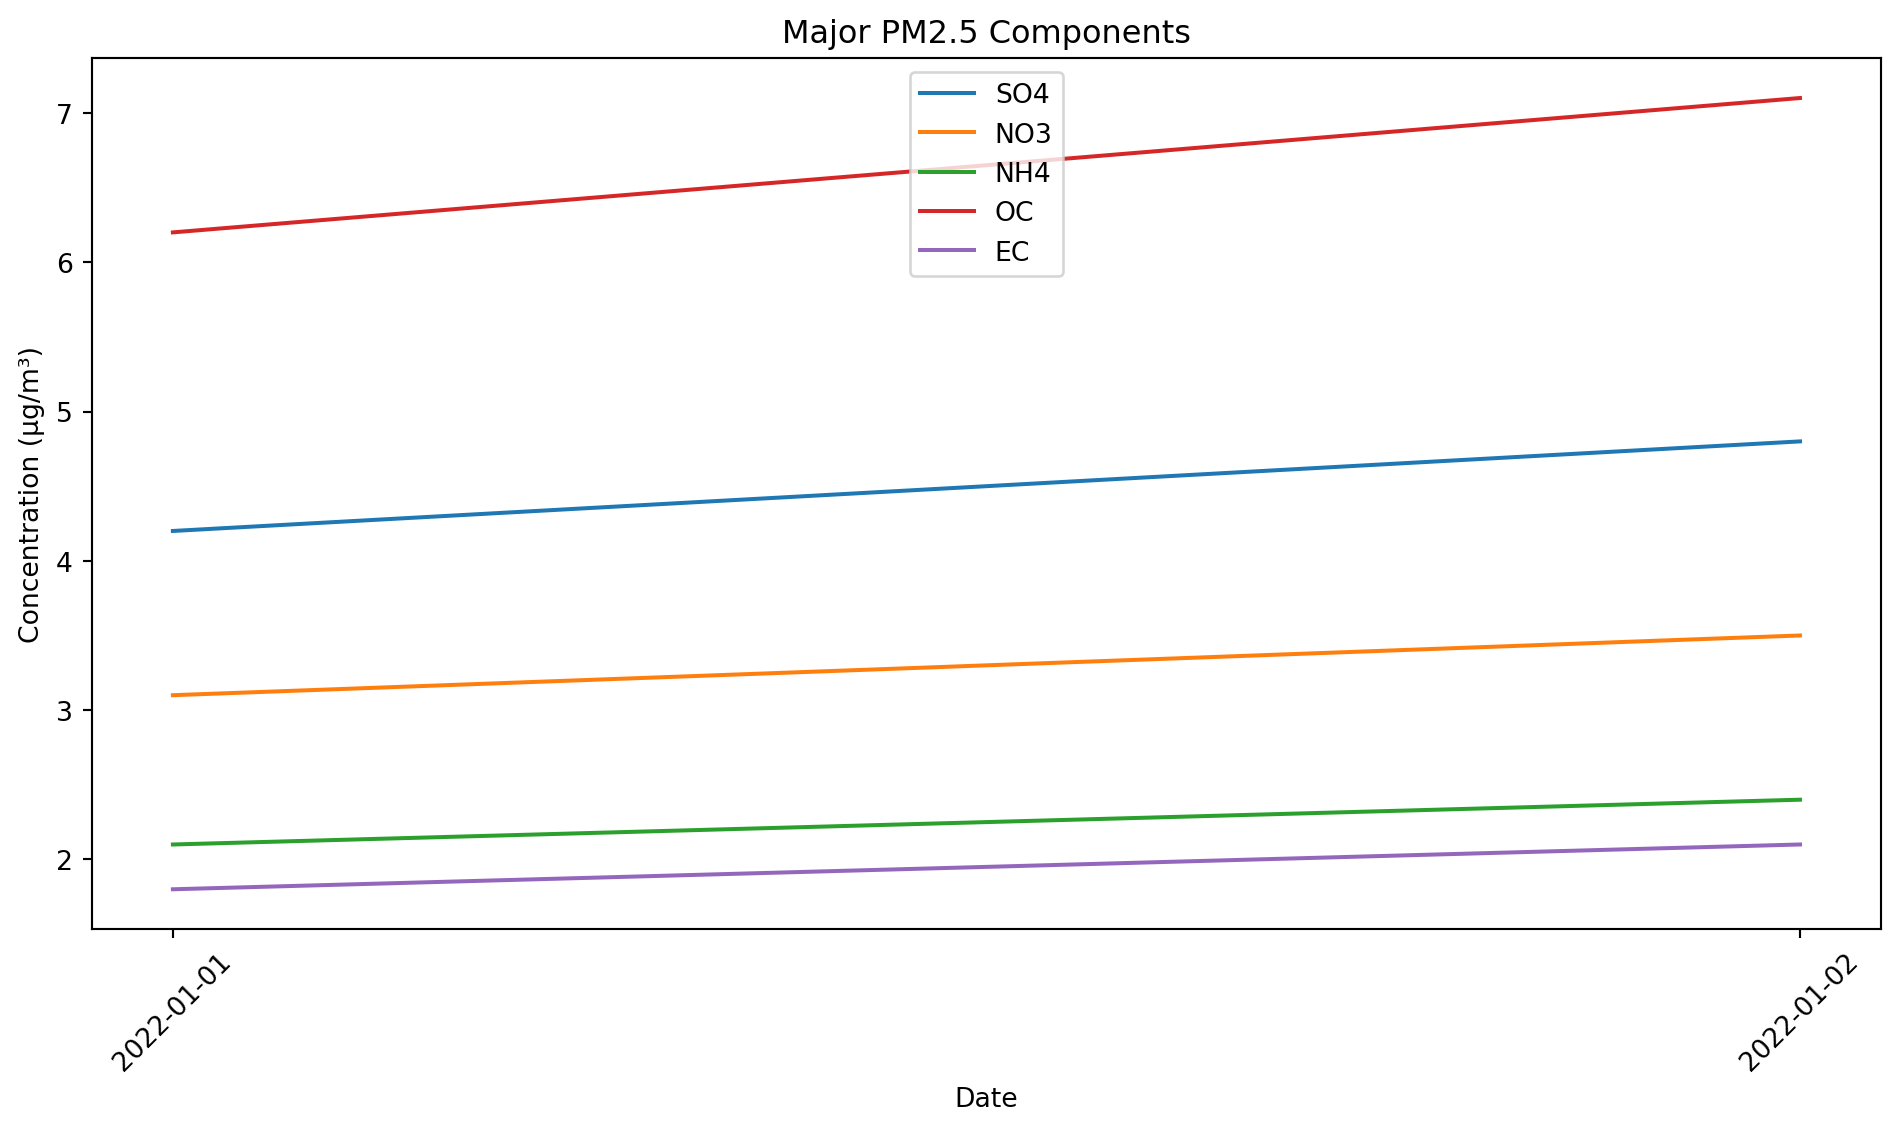 Major PM2.5 Components
SO4
NO3
NH4
OC
EC
7
6
5
4
3
2
Concentration (μg/m³)
2022-01-01
2022-01-02
Date